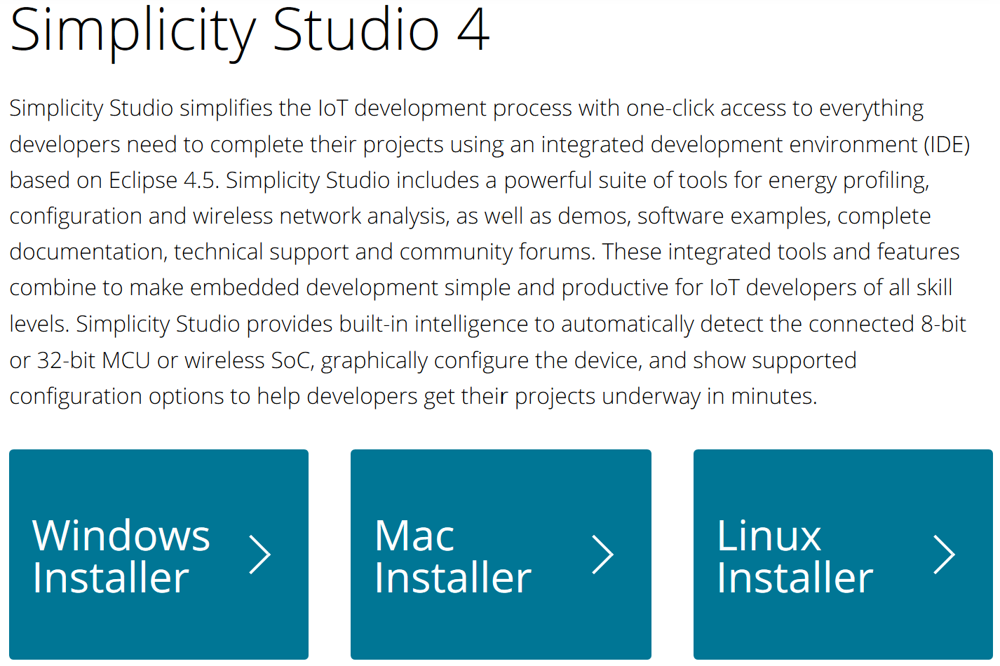 Simplicity Studio 4
Simplicity Studio simplifies the IoT development process with one-click access to everything
developers need to complete their projects using an integrated development environment (IDE)
based on Eclipse 4.5. Simplicity Studio includes a powerful suite of tools for energy profiling,
configuration and wireless network analysis, as well as demos, software examples, complete
documentation, technical support and community forums. These integrated tools and features
combine to make embedded development simple and productive for IoT developers of all skill
levels. Simplicity Studio provides built-in intelligence to automatically detect the connected 8-bit
or 32-bit MCU or wireless SoC, graphically configure the device, and show supported
configuration options to help developers get their projects underway in minutes.
Windows
Installer
Mac
Installer
Linux
Installer